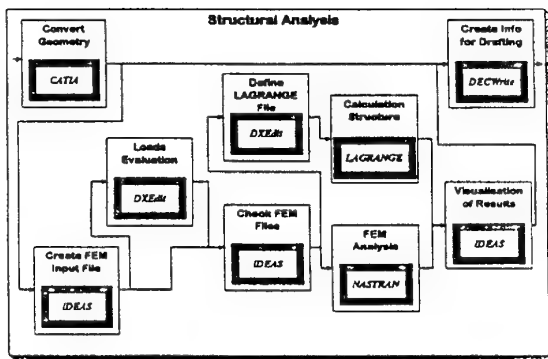 Structural Analysis
Convert
Geometry
CATIA
Create Info
for Drafting
DECWrite
Define
LAGRANGE
File
DXEdit
Calculation
Structure
LAGRANGE
Loads
Evaluation
DXEdit
Visualisation
of Results
IDEAS
Check FEM
Files
IDEAS
FEM
Analysis
NASTRAN
Create FEM
Input File
IDEAS